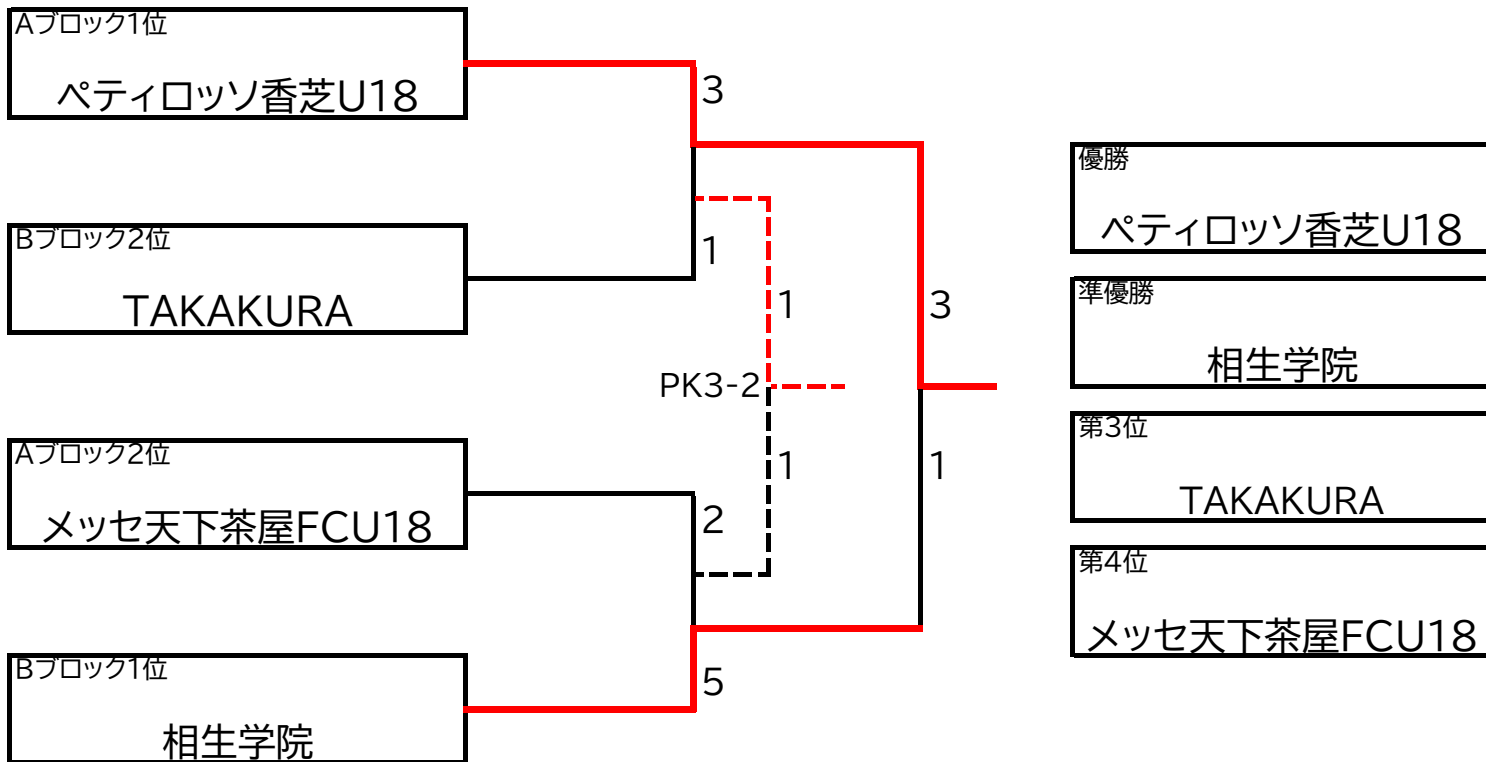 Aブロック1位
ペティロッソ香芝U18
3
Bブロック2位
TAKAKURA
1
1
PK3-2
1
3
1
Aブロック2位
メッセ天下茶屋FCU18
2
Bブロック1位
相生学院
5
優勝
ペティロッソ香芝U18
準優勝
相生学院
第3位
TAKAKURA
第4位
メッセ天下茶屋FCU18